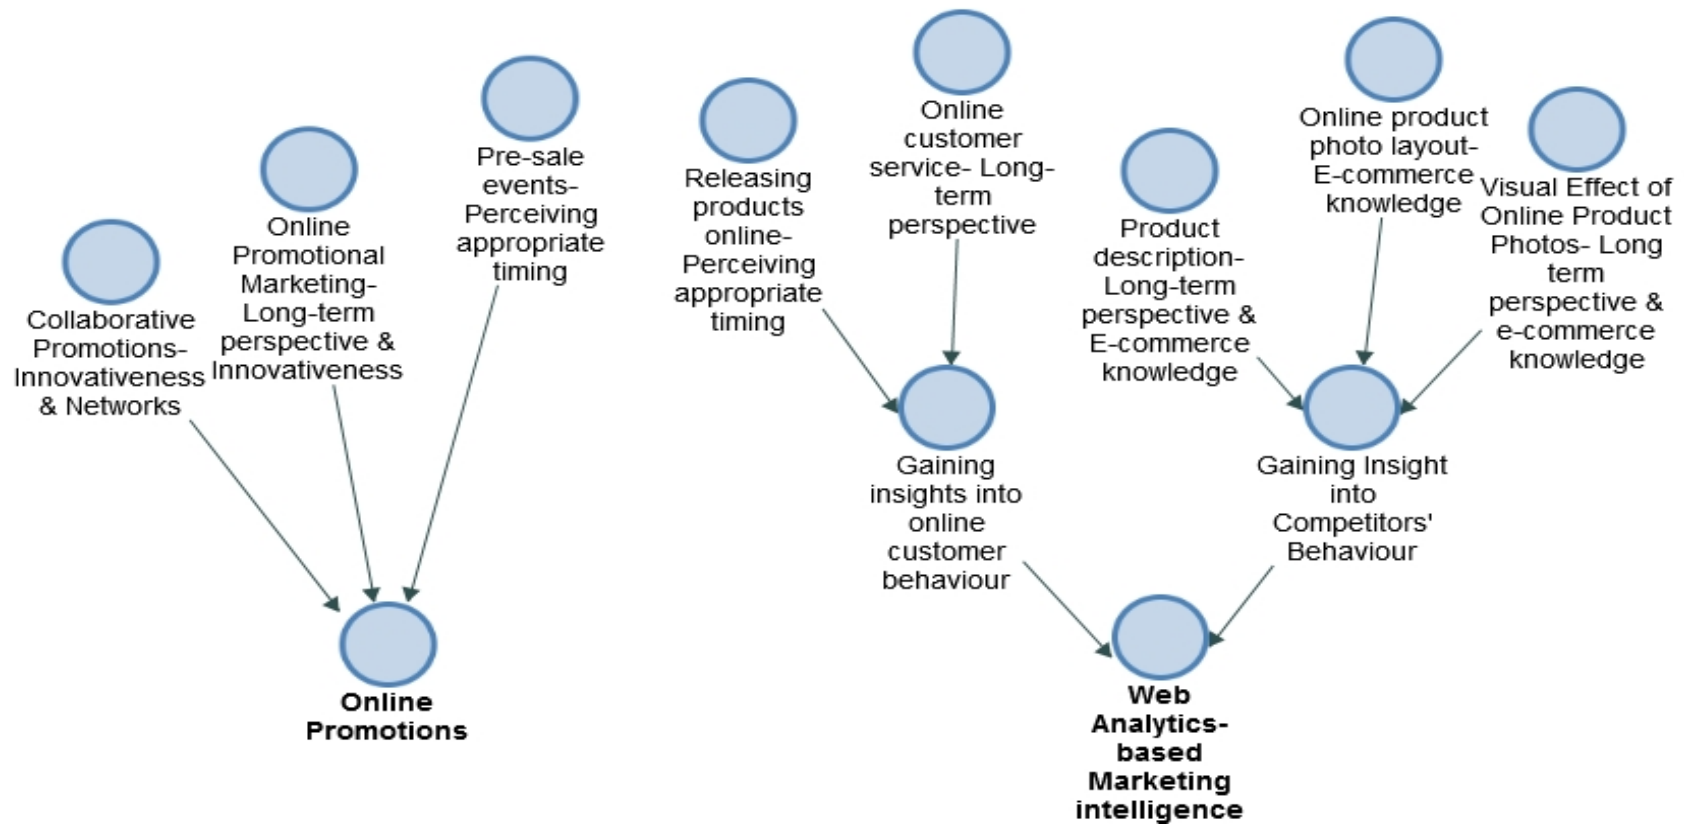 Collaborative
Promotions-
Innovativeness
& Networks
Online
Promotional
Marketing-
Long-term
perspective &
Innovativeness
Pre-sale
events-
Perceiving
appropriate
timing
Releasing
products
online-
Perceiving
appropriate
timing
Online
customer
service- Long-
term
perspective
Product
description-
Long-term
perspective &
E-commerce
knowledge
Online product
photo layout-
E-commerce
knowledge
Visual Effect of
Online Product
Photos- Long
term
perspective &
e-commerce
knowledge
Gaining
insights into
online
customer
behaviour
Gaining Insight
into
Competitors'
Behaviour
Online
Promotions
Web
Analytics-
based
Marketing
intelligence